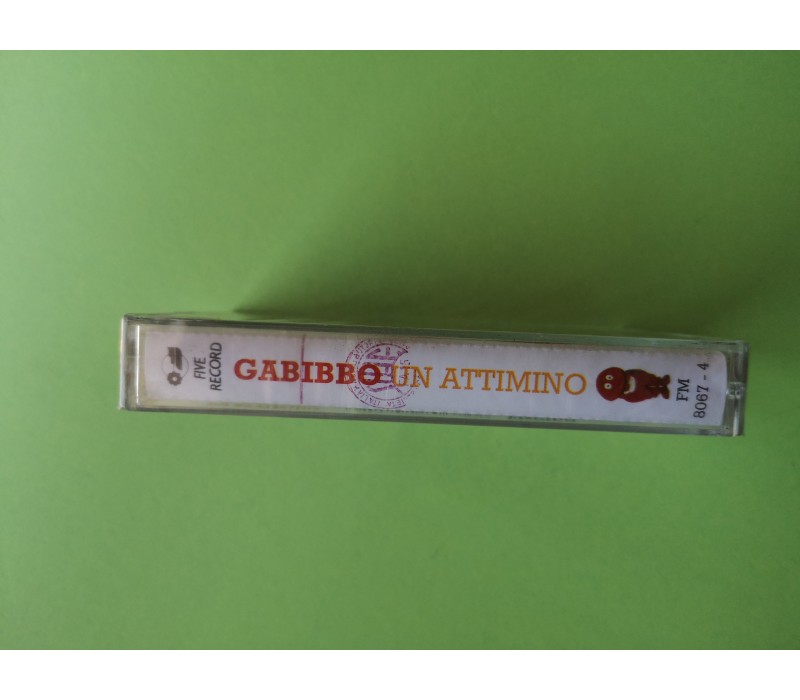 FIVE
RECORD
GABIBBO UN ATTIMINO
FM
8067 - 4